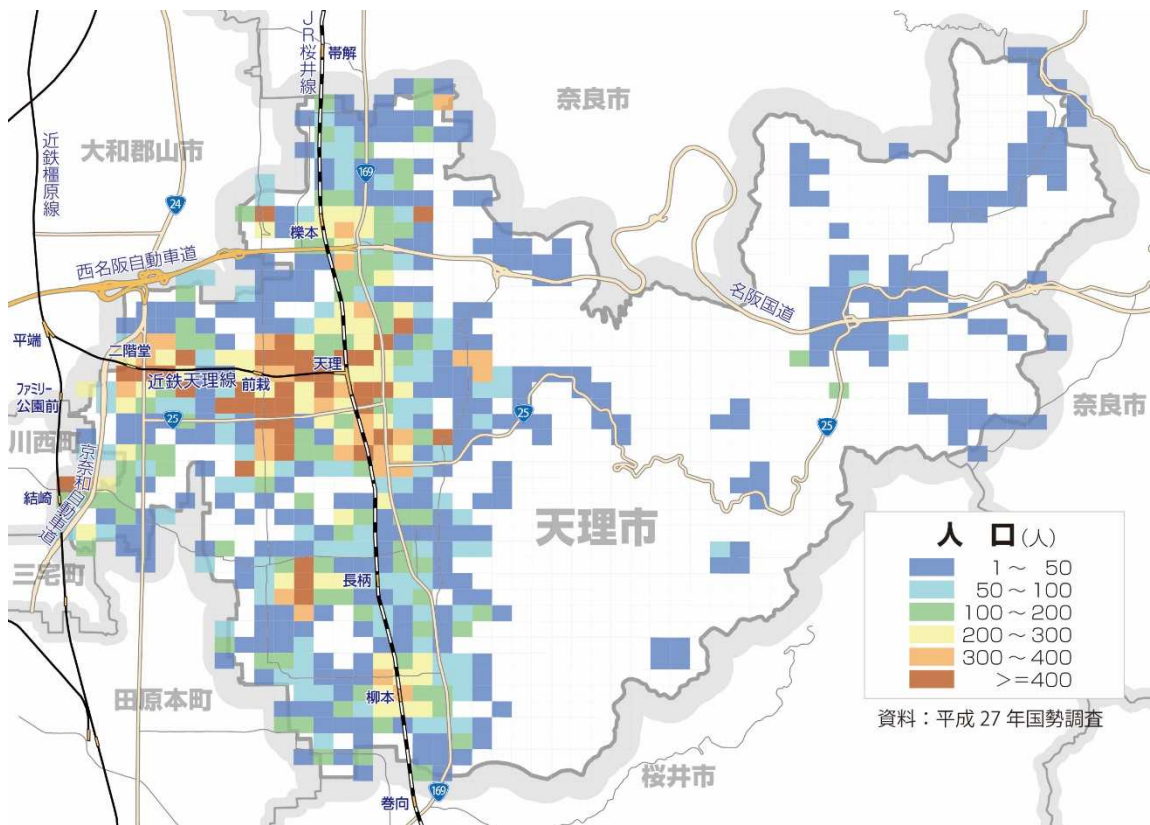 JR桜井線
帯解
奈良市
大和郡山市
近鉄橿原線
169
24
櫟本
西名阪自動車道
名阪国道
平端
二階堂
天理
近鉄天理線
前栽
ファミリー
公園前
25
25
25
奈良市
川西町
京奈和自動車道
結崎
天理市
三宅町
長柄
人 口(人)
1～ 50
50～100
100～200
200～300
300～400
>=400
資料：平成27年国勢調査
田原本町
柳本
桜井市
169
巻向